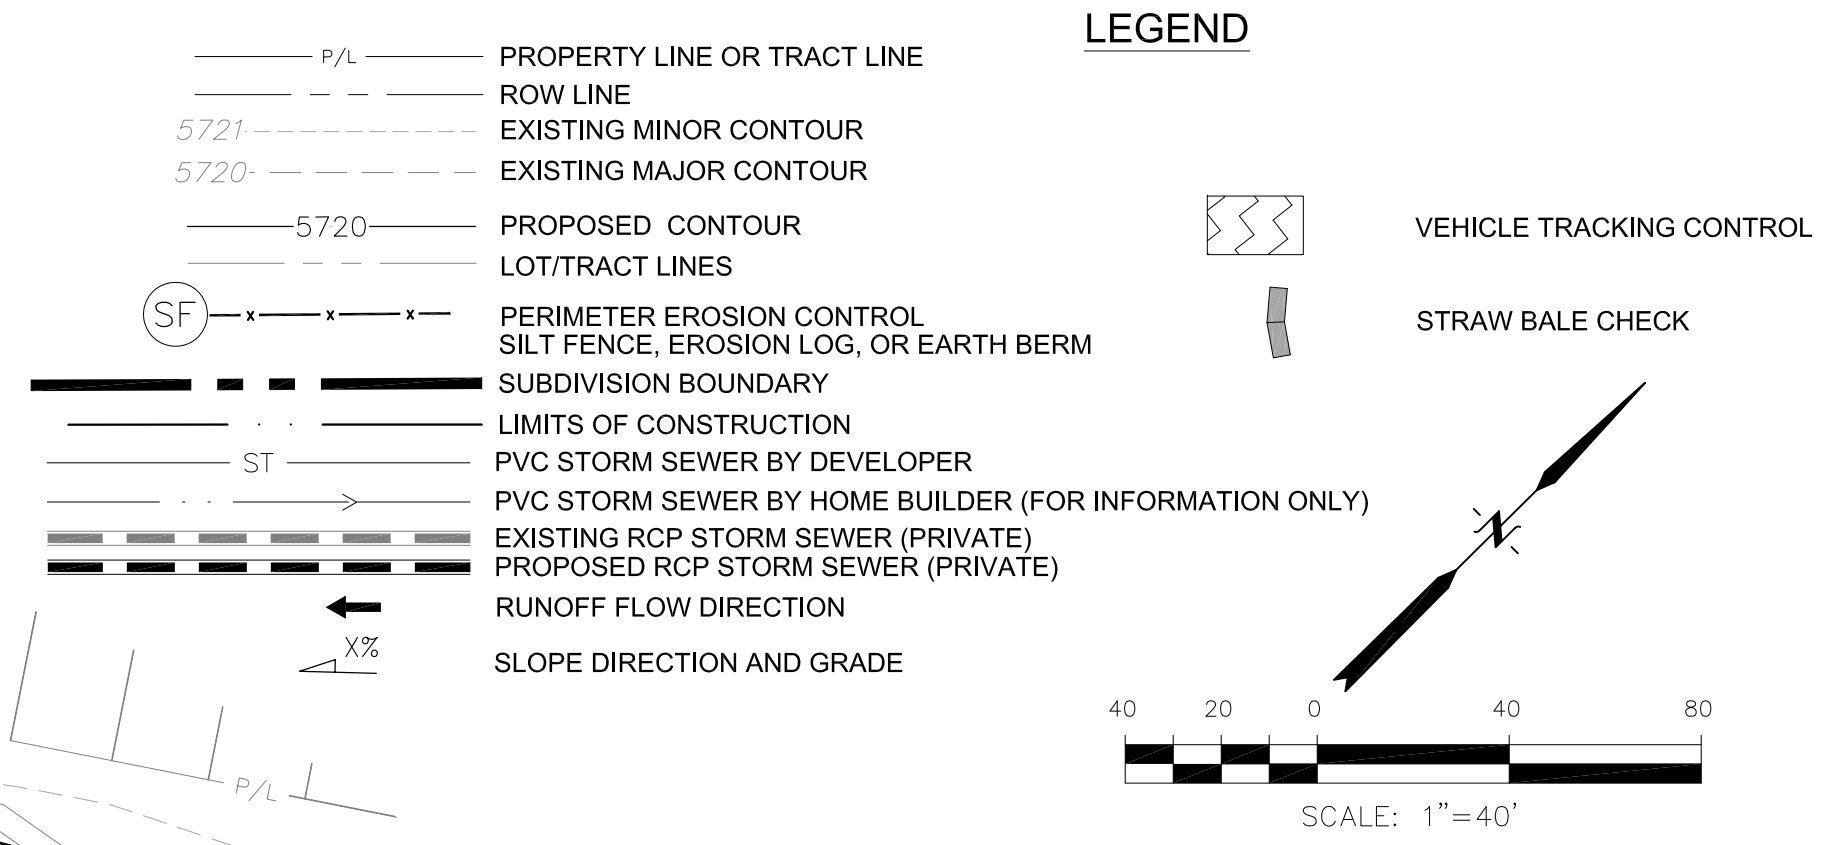 LEGEND
P/L PROPERTY LINE OR TRACT LINE
ROW LINE
5721 EXISTING MINOR CONTOUR
5720 EXISTING MAJOR CONTOUR
5720 PROPOSED CONTOUR
LOT/TRACT LINES
SF PERIMETER EROSION CONTROL
SILT FENCE, EROSION LOG, OR EARTH BERM
SUBDIVISION BOUNDARY
LIMITS OF CONSTRUCTION
ST PVC STORM SEWER BY DEVELOPER
PVC STORM SEWER BY HOME BUILDER (FOR INFORMATION ONLY)
EXISTING RCP STORM SEWER (PRIVATE)
PROPOSED RCP STORM SEWER (PRIVATE)
RUNOFF FLOW DIRECTION
X% SLOPE DIRECTION AND GRADE
VEHICLE TRACKING CONTROL
STRAW BALE CHECK
N
40 20 0 40 80
SCALE: 1"=40'
P/L